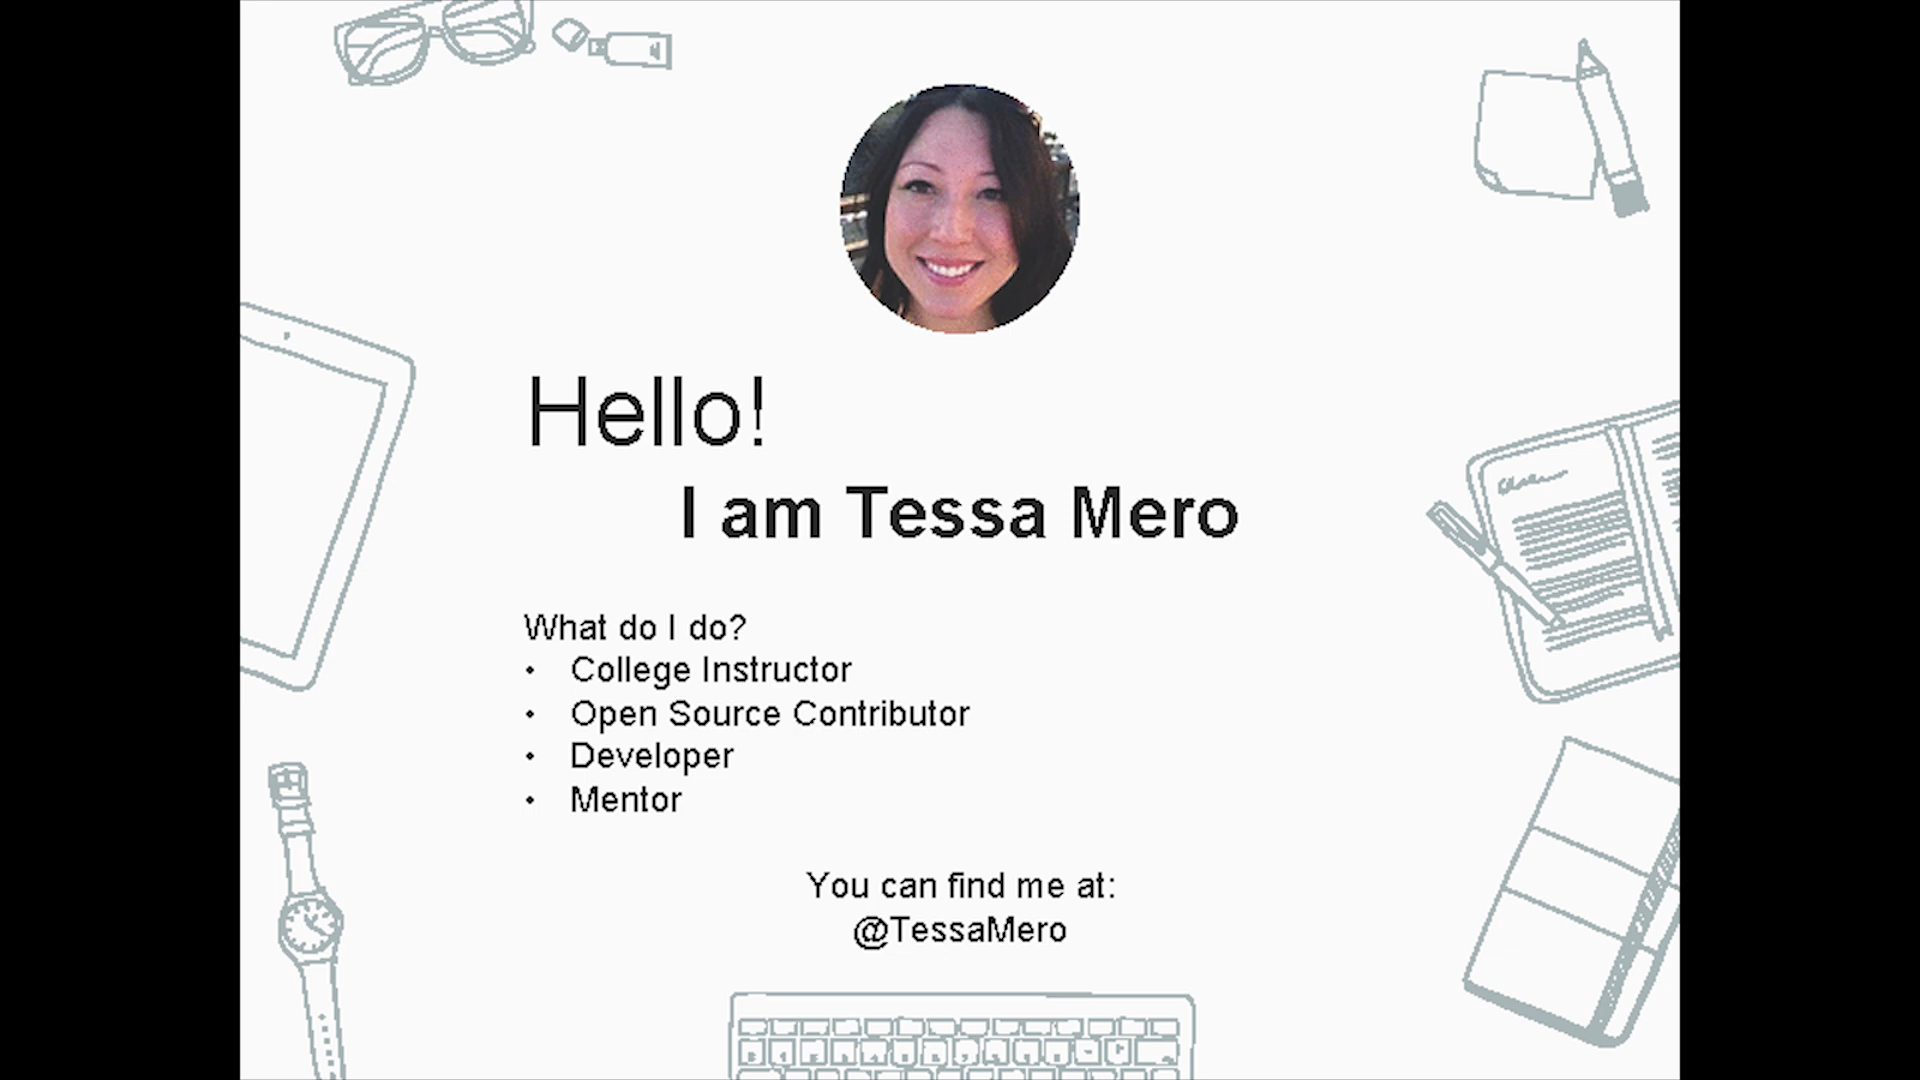 Hello!
I am Tessa Mero
What do I do?
• College Instructor
• Open Source Contributor
• Developer
• Mentor
You can find me at:
@TessaMero